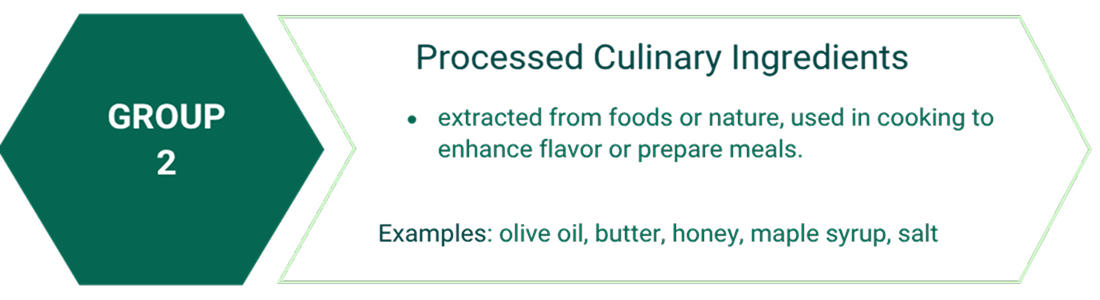 GROUP
2
Processed Culinary Ingredients
• extracted from foods or nature, used in cooking to
enhance flavor or prepare meals.
Examples: olive oil, butter, honey, maple syrup, salt